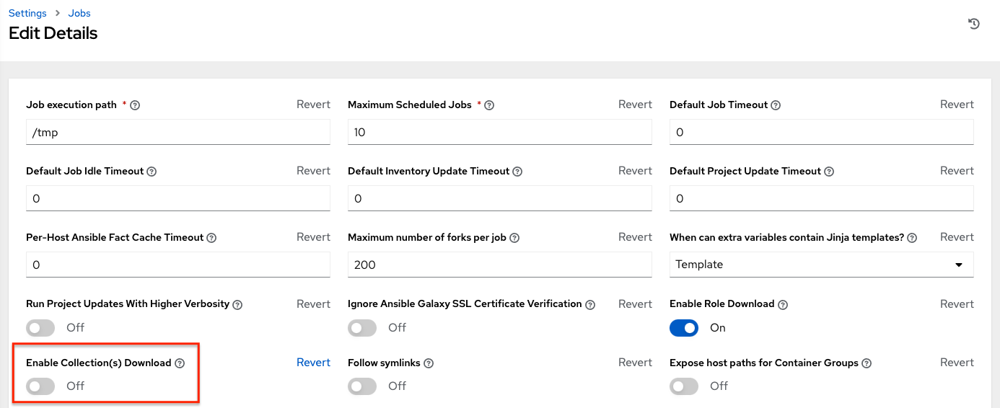 Settings > Jobs
Edit Details
Job execution path * Revert Maximum Scheduled Jobs * Revert Default Job Timeout Revert
/tmp 10 0
Default Job Idle Timeout Revert Default Inventory Update Timeout Revert Default Project Update Timeout Revert
0 0 0
Per-Host Ansible Fact Cache Timeout Revert Maximum number of forks per job Revert When can extra variables contain Jinja templates? Revert
0 200 Template
Run Project Updates With Higher Verbosity Revert Ignore Ansible Galaxy SSL Certificate Verification Revert Enable Role Download Revert
Off Off On
Enable Collection(s) Download Revert Follow symlinks Revert Expose host paths for Container Groups Revert
Off Off Off